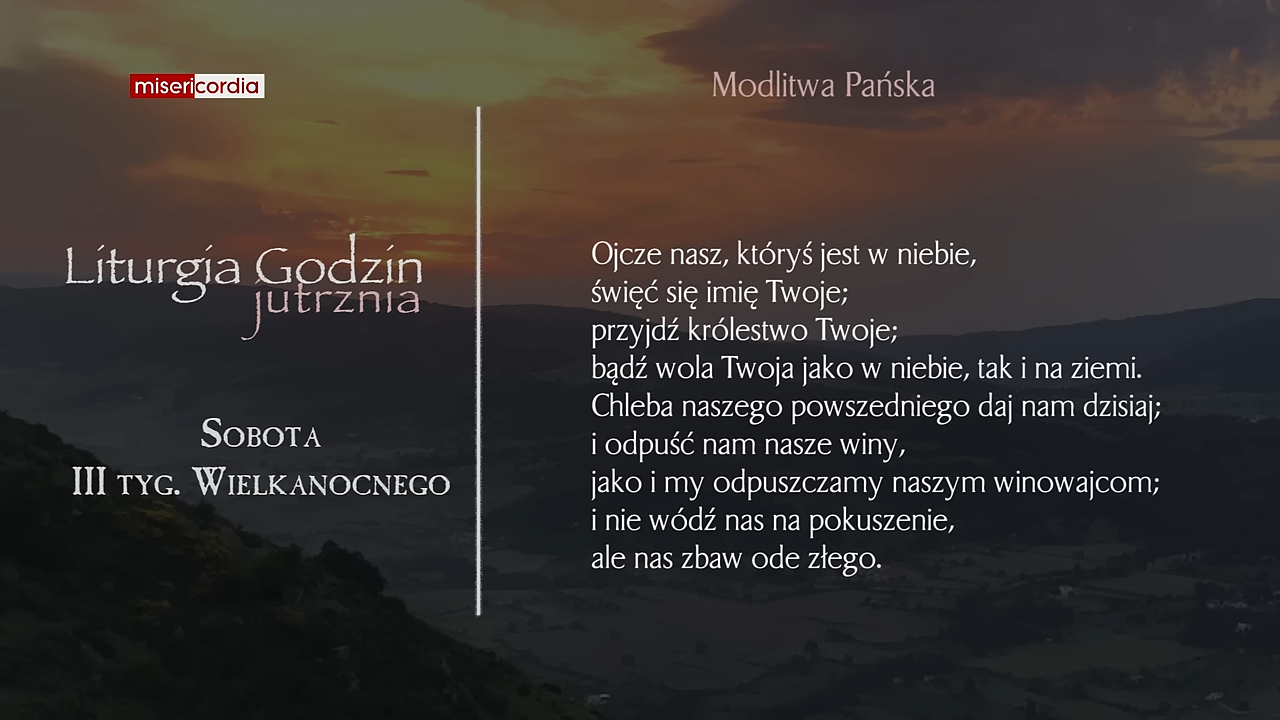 misericordia
Modlitwa Pańska
Liturgia Godzin
jutrznia
Sobota
III tyg. Wielkanocnego
Ojcze nasz, któryś jest w niebie,
święć się imię Twoje;
przyjdź królestwo Twoje;
bądź wola Twoja jako w niebie, tak i na ziemi.
Chleba naszego powszedniego daj nam dzisiaj;
i odpuść nam nasze winy,
jako i my odpuszczamy naszym winowajcom;
i nie wódź nas na pokuszenie,
ale nas zbaw ode złego.